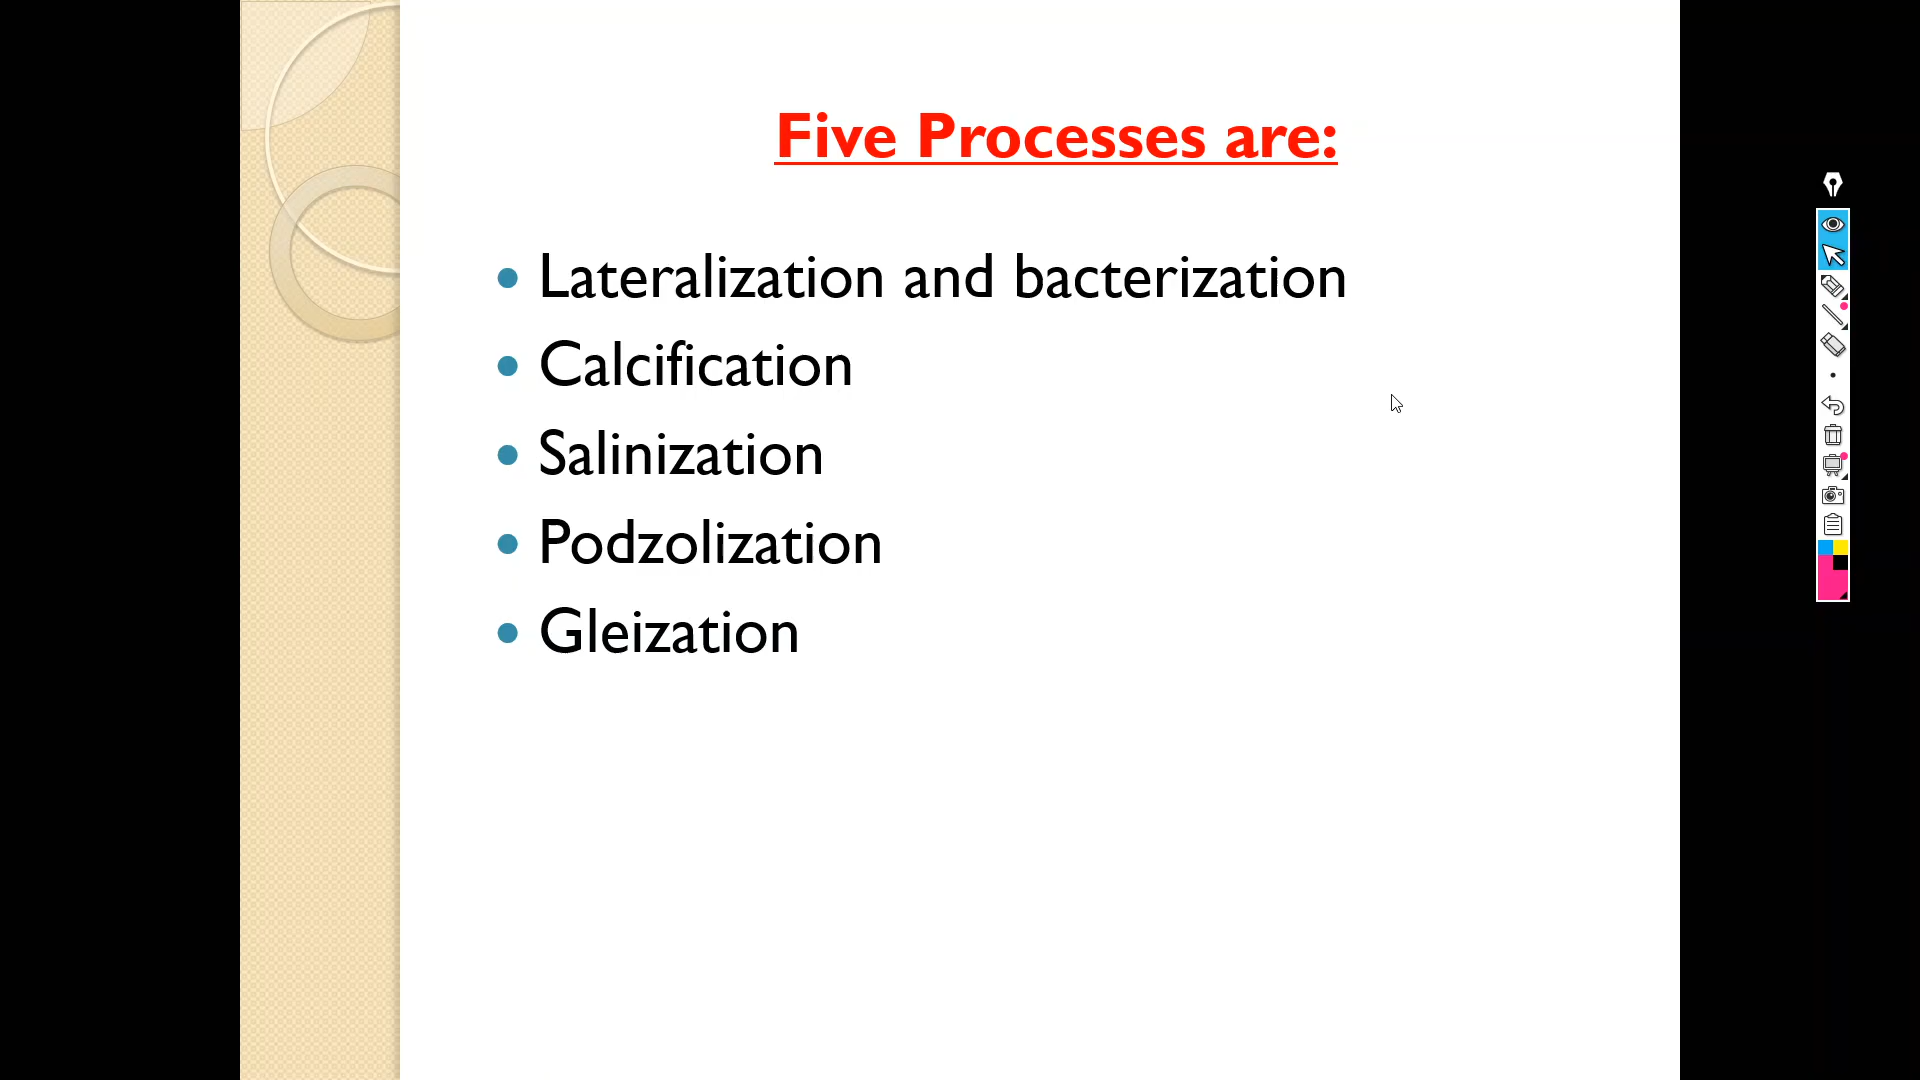 Five Processes are:
Lateralization and bacterization
Calcification
Salinization
Podzolization
Gleization